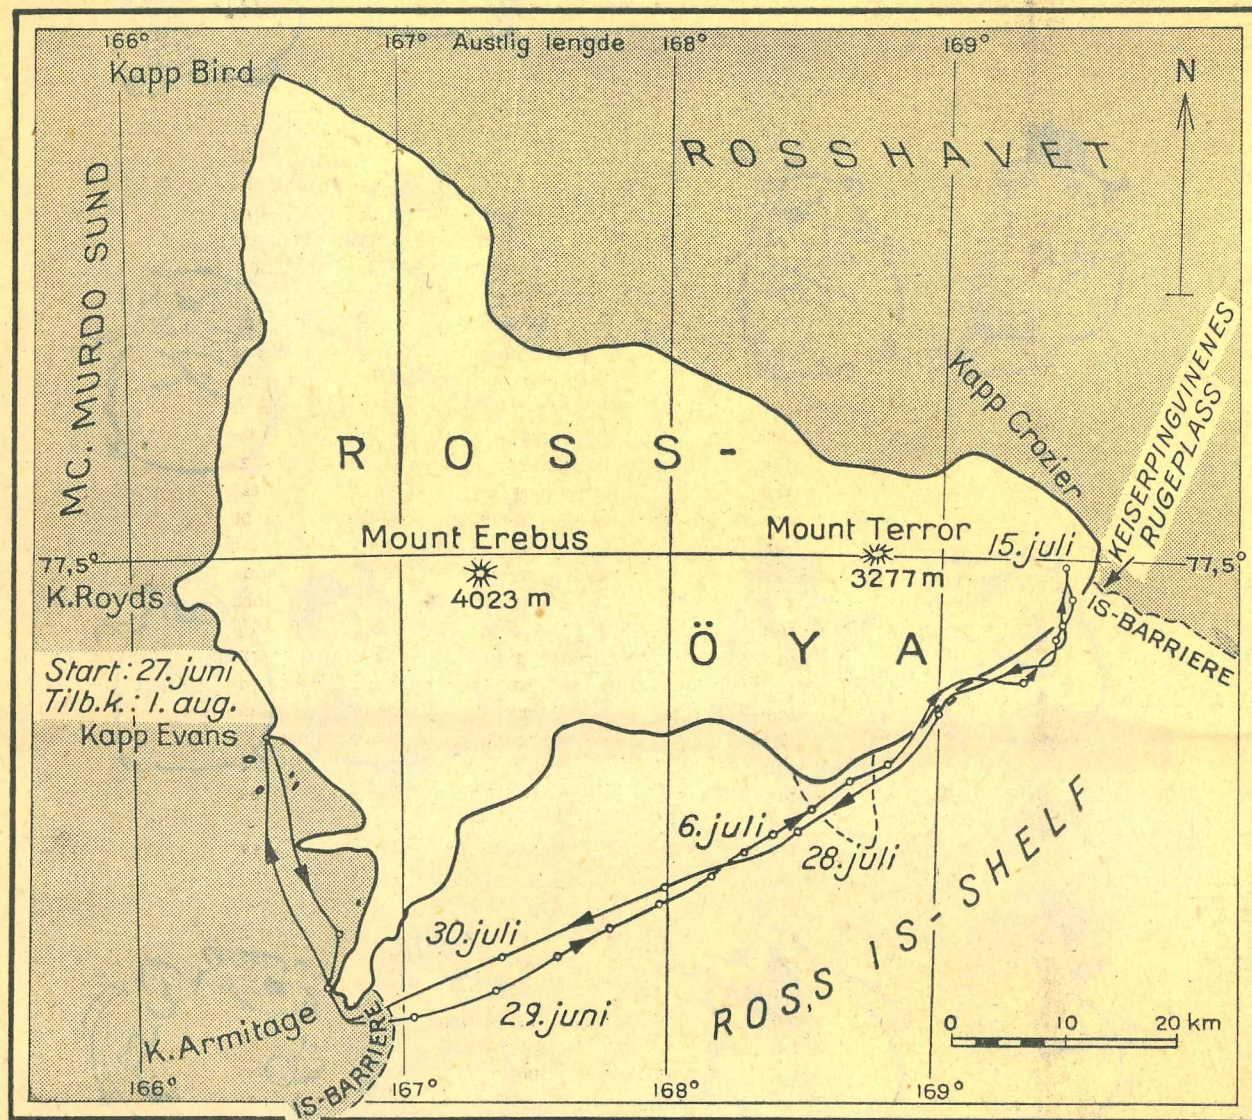 166° 167° Austlig lengde 168° 169°
Kapp Bird
N
ROSSHAVET
MC. MURDO SUND
Kapp Crozier
KEISERPINGVINENES
RUGEPLASS
ROSS-
Mount Erebus
4023 m
Mount Terror
3277 m
15. juli
77,5°
77,5°
K. Royds
IS-BARRIERE
ÖYA
Start: 27. juni
Tilb.k.: 1. aug.
Kapp Evans
6. juli
28. juli
ROSS IS-SHELF
30. juli
29. juni
K. Armitage
IS-BARRIERE
0 10 20 km
166° 167° 168° 169°